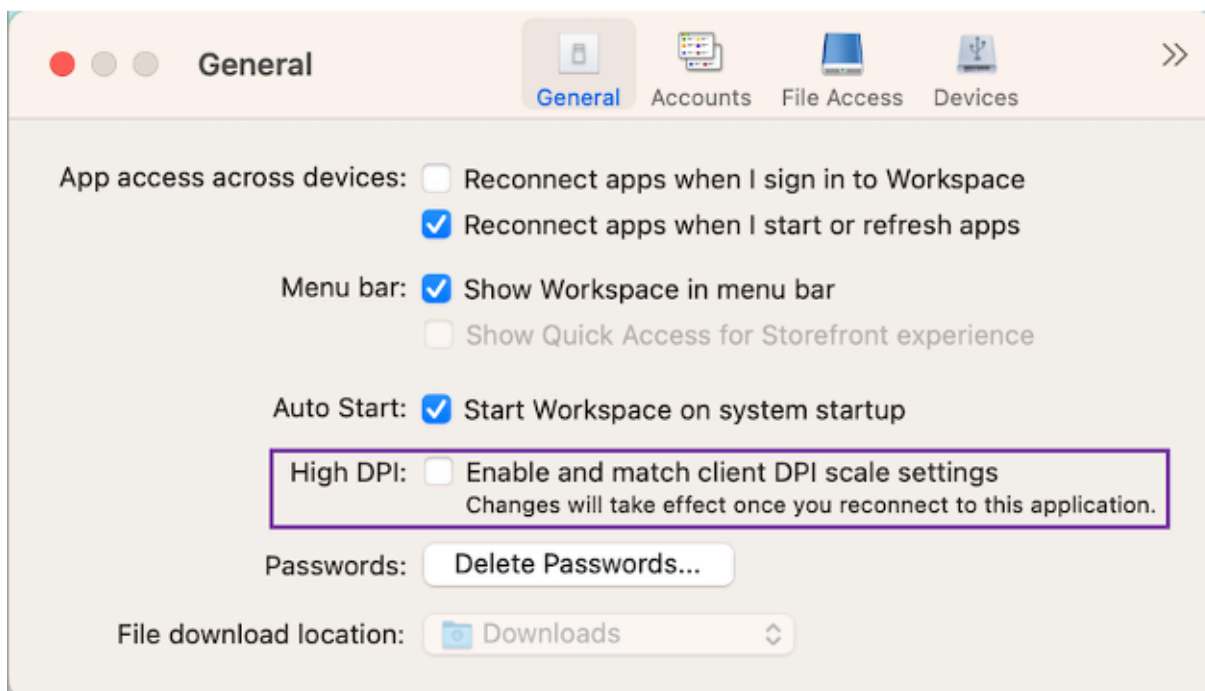 General
General Accounts File Access Devices
App access across devices: Reconnect apps when I sign in to Workspace
Reconnect apps when I start or refresh apps
Menu bar: Show Workspace in menu bar
Show Quick Access for Storefront experience
Auto Start: Start Workspace on system startup
High DPI: Enable and match client DPI scale settings
Changes will take effect once you reconnect to this application.
Passwords: Delete Passwords...
File download location: Downloads